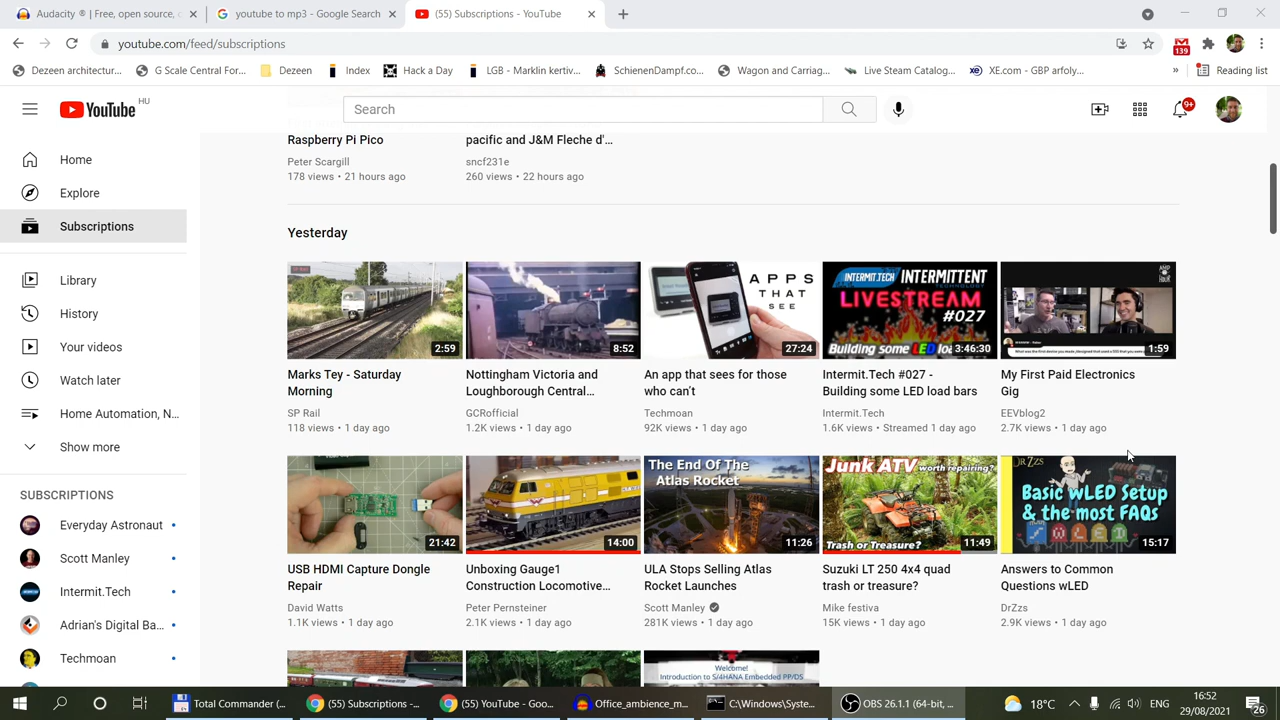 Audacity ® | Free, open source, c
youtube to mp3 - Google Search
(55) Subscriptions - YouTube
youtube.com/feed/subscriptions
139
Dezeen architectur...
G Scale Central For...
Dezeen
Index
Hack a Day
LGB - Marklin kertiv...
SchienenDampf.com...
Wagon and Carriag...
Live Steam Catalog...
XE.com - GBP arfoly...
»
Reading list
YouTube HU
Search
9+
Home
Explore
Subscriptions
Library
History
Your videos
Watch later
Home Automation, N...
Show more
SUBSCRIPTIONS
Everyday Astronaut
Scott Manley
Intermit.Tech
Adrian's Digital Ba...
Techmoan
Raspberry Pi Pico
Peter Scargill
178 views • 21 hours ago
pacific and J&M Fleche d'...
sncf231e
260 views • 22 hours ago
Yesterday
2:59
Marks Tey - Saturday
Morning
SP Rail
118 views • 1 day ago
8:52
Nottingham Victoria and
Loughborough Central...
GCRofficial
1.2K views • 1 day ago
APPS
THAT
SEE
27:24
An app that sees for those
who can't
Techmoan
92K views • 1 day ago
INTERMIT.TECH INTERMITTENT
TECHNOLOGY
LIVESTREAM
#027
Building some LED loa
3:46:30
Intermit.Tech #027 -
Building some LED load bars
Intermit.Tech
1.6K views • Streamed 1 day ago
1:59
My First Paid Electronics
Gig
EEVblog2
2.7K views • 1 day ago
21:42
USB HDMI Capture Dongle
Repair
David Watts
1.1K views • 1 day ago
14:00
Unboxing Gauge1
Construction Locomotive...
Peter Pernsteiner
2.1K views • 1 day ago
The End Of The
Atlas Rocket
11:26
ULA Stops Selling Atlas
Rocket Launches
Scott Manley
281K views • 1 day ago
Junk ATV worth repairing?
Trash or Treasure?
11:49
Suzuki LT 250 4x4 quad
trash or treasure?
Mike festiva
15K views • 1 day ago
DrZzs
Basic wLED Setup
& the most FAQs
WLED
15:17
Answers to Common
Questions wLED
DrZzs
2.9K views • 1 day ago
Welcome!
Introduction to S/4HANA Embedded PP/DS
Total Commander (...
(55) Subscriptions -...
(55) YouTube - Goo...
Office_ambience_m...
C:\Windows\Syste...
OBS 26.1.1 (64-bit, ...
18°C
ENG
16:52
29/08/2021
26